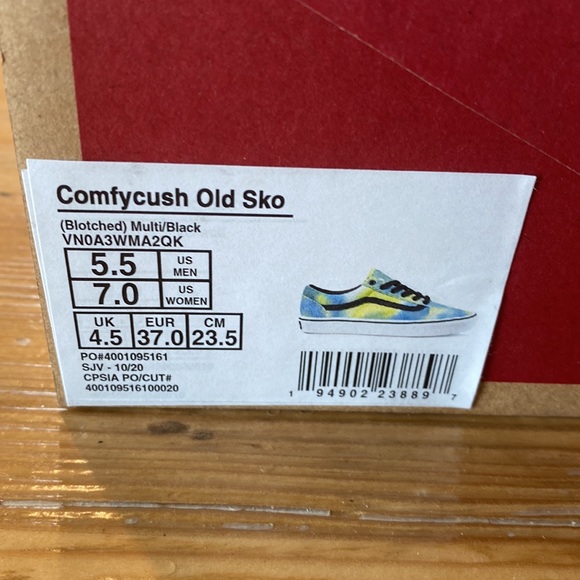 Comfycush Old Sko
(Blotched) Multi/Black
VN0A3WMA2QK
5.5 US MEN
7.0 US WOMEN
UK EUR CM
4.5 37.0 23.5
PO#4001095161
SJV - 10/20
CPSIA PO/CUT#
400109516100020
1 94902 23889 7